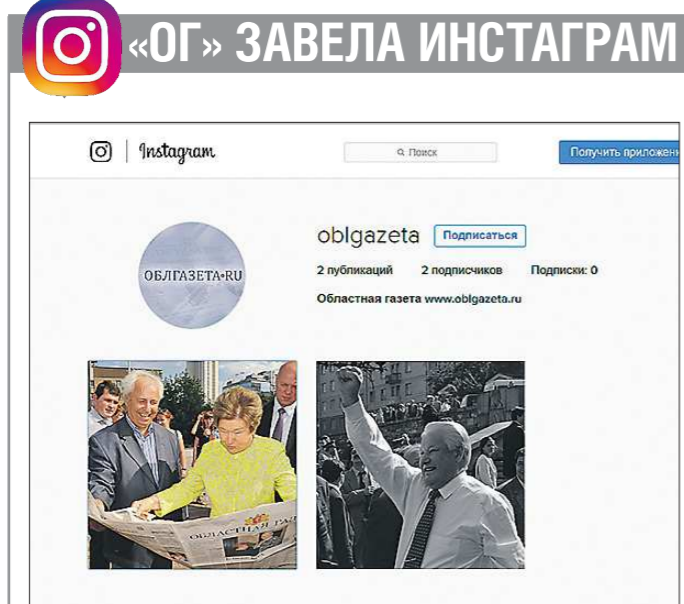 «ОГ» ЗАВЕЛА ИНСТАГРАМ
Instagram
Поиск
Получить приложен
oblgazeta
Подписаться
ОБЛГАЗЕТА•RU
2 публикаций 2 подписчиков Подписки: 0
Областная газета www.oblgazeta.ru
ОБЛАСТНАЯ ГАЗ